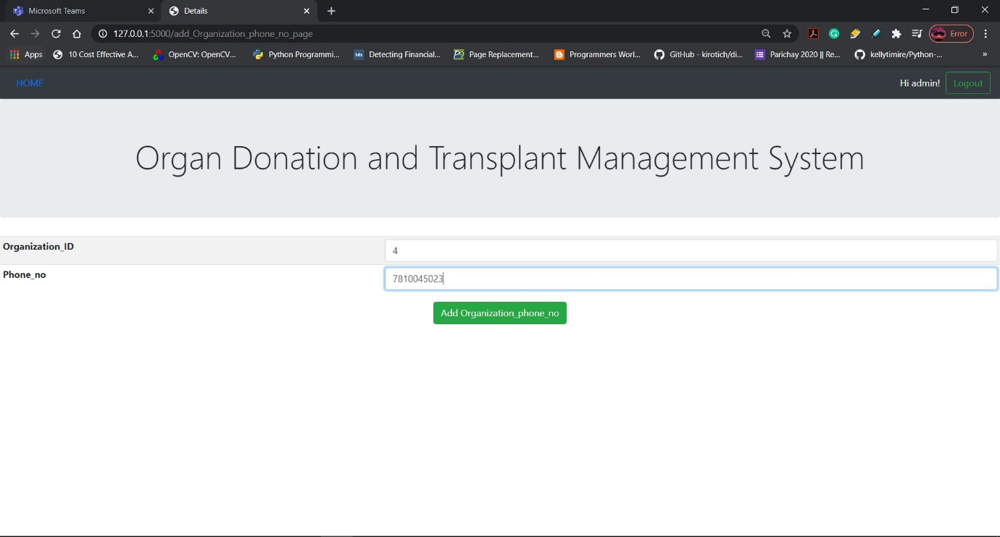 Microsoft Teams
Details
127.0.0.1:5000/add_Organization_phone_no_page
Error
Apps
10 Cost Effective A...
OpenCV: OpenCV...
Python Programmi...
tds
Detecting Financial...
Page Replacement...
Programmers Worl...
GitHub - kirotich/di...
Parichay 2020 || Re...
kellytimire/Python-...
»
HOME
Hi admin!
Logout
Organ Donation and Transplant Management System
Organization_ID
4
Phone_no
7810045023
Add Organization_phone_no